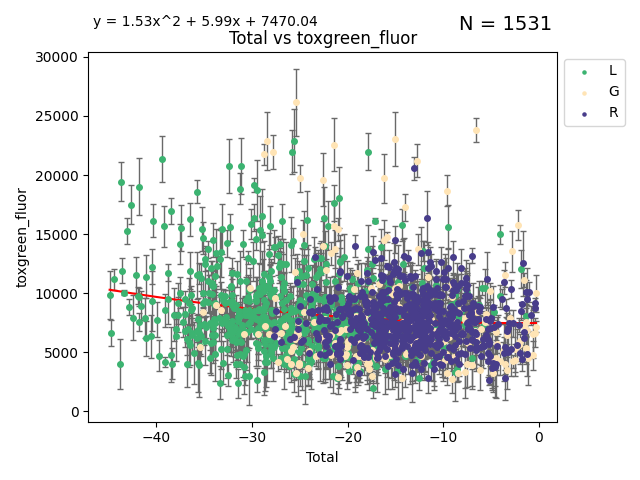 y = 1.53x^2 + 5.99x + 7470.04
N = 1531
Total vs toxgreen_fluor
30000
25000
20000
15000
10000
5000
0
toxgreen_fluor
−40
−30
−20
−10
0
Total
L
G
R